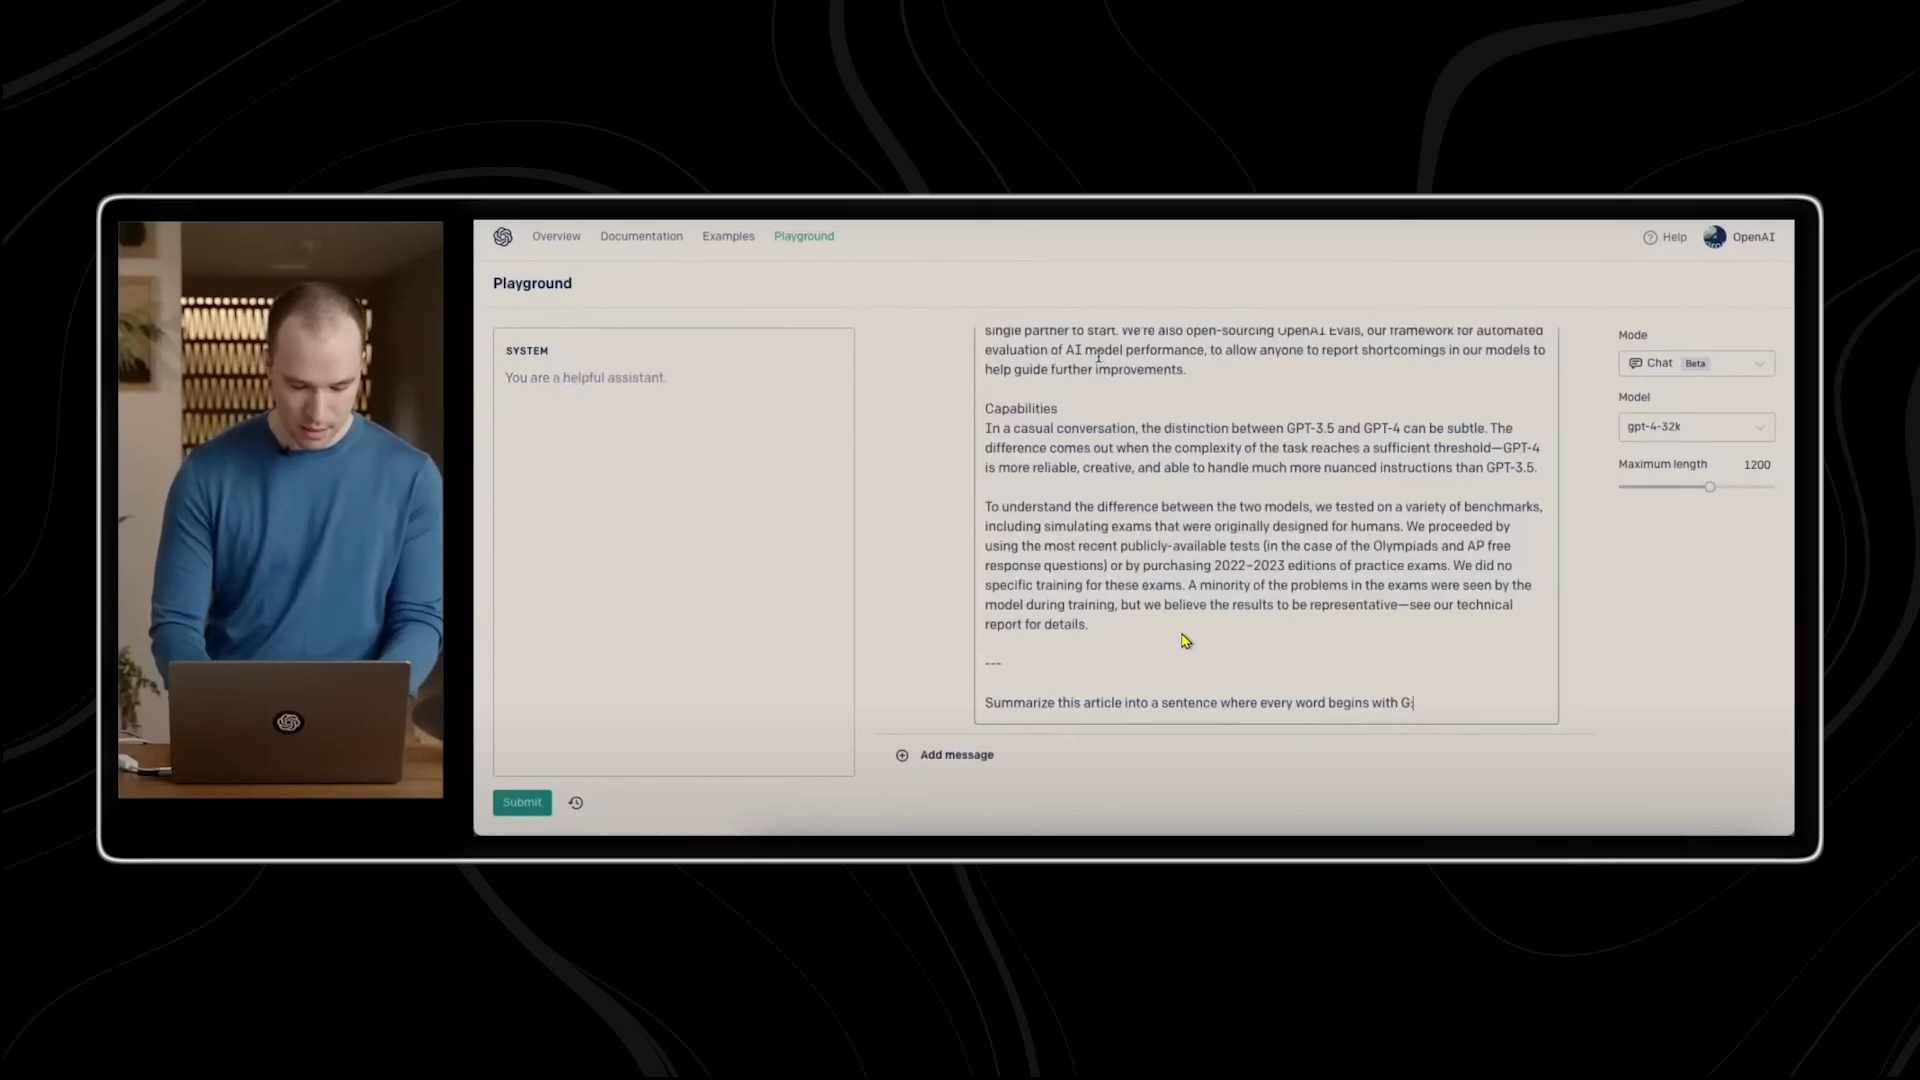 Overview Documentation Examples Playground
Help OpenAI
Playground
SYSTEM
You are a helpful assistant.
single partner to start. We're also open-sourcing OpenAI Evals, our framework for automated
evaluation of AI model performance, to allow anyone to report shortcomings in our models to
help guide further improvements.
Capabilities
In a casual conversation, the distinction between GPT-3.5 and GPT-4 can be subtle. The
difference comes out when the complexity of the task reaches a sufficient threshold—GPT-4
is more reliable, creative, and able to handle much more nuanced instructions than GPT-3.5.
To understand the difference between the two models, we tested on a variety of benchmarks,
including simulating exams that were originally designed for humans. We proceeded by
using the most recent publicly-available tests (in the case of the Olympiads and AP free
response questions) or by purchasing 2022–2023 editions of practice exams. We did no
specific training for these exams. A minority of the problems in the exams were seen by the
model during training, but we believe the results to be representative—see our technical
report for details.
---
Summarize this article into a sentence where every word begins with G:
Add message
Submit
Mode
Chat Beta
Model
gpt-4-32k
Maximum length 1200